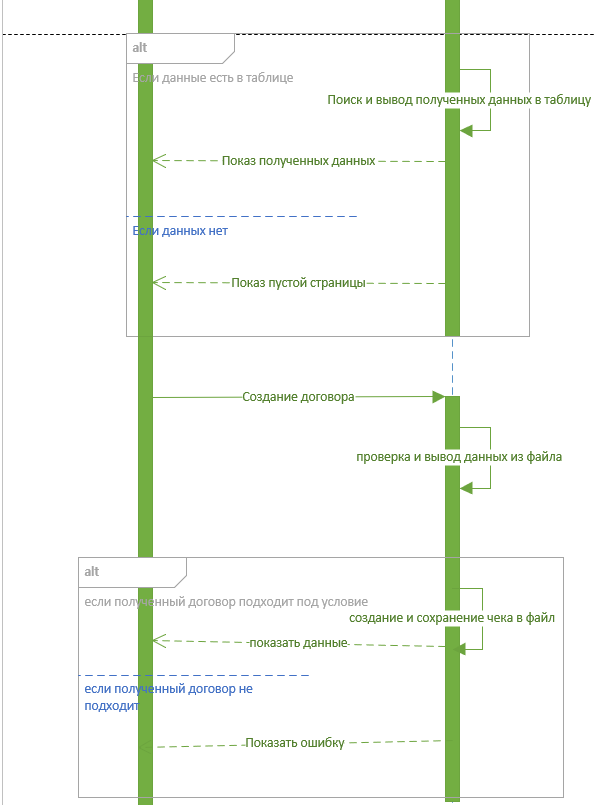 alt
Если данные есть в таблице
Поиск и вывод полученных данных в таблицу
Показ полученных данных
Если данных нет
Показ пустой страницы
Создание договора
проверка и вывод данных из файла
alt
если полученный договор подходит под условие
создание и сохранение чека в файл
показать данные
если полученный договор не
подходит
Показать ошибку